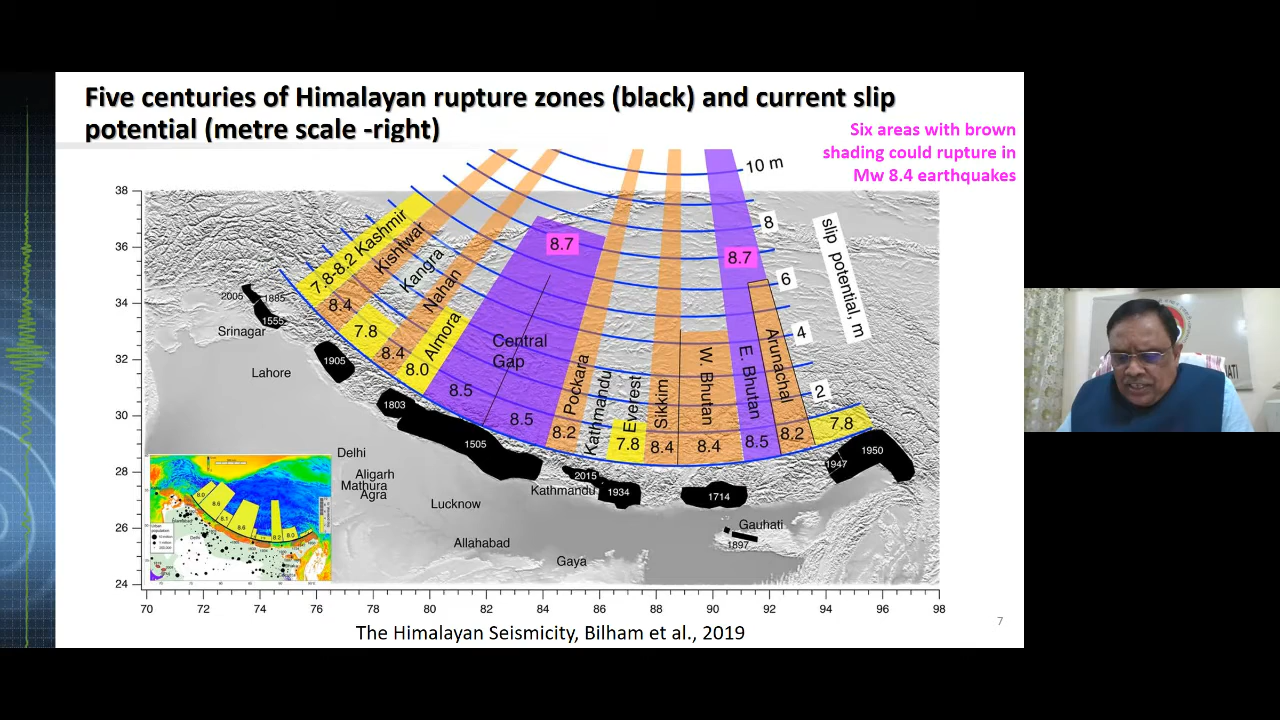 Five centuries of Himalayan rupture zones (black) and current slip
potential (metre scale -right)
Six areas with brown
shading could rupture in
Mw 8.4 earthquakes
10 m
8
6
4
2
slip potential, m
38
36
34
32
30
28
26
24
70
72
74
76
78
80
82
84
86
88
90
92
94
96
98
7.8-8.2 Kashmir
Kishtwar
8.4
Kangra
7.8
Nahan
8.4
Almora
8.0
8.7
Central
Gap
8.5
8.5
Pockara
8.2
Kathmandu
Everest
7.8
Sikkim
8.4
W. Bhutan
8.4
8.7
E. Bhutan
8.5
Arunachal
8.2
7.8
2005
1885
1555
Srinagar
1905
Lahore
1803
1505
Delhi
Aligarh
Mathura
Agra
Lucknow
2015
Kathmandu
1934
1714
1947
1950
Gauhati
1897
Allahabad
Gaya
8.0
8.6
8.6
The Himalayan Seismicity, Bilham et al., 2019
7